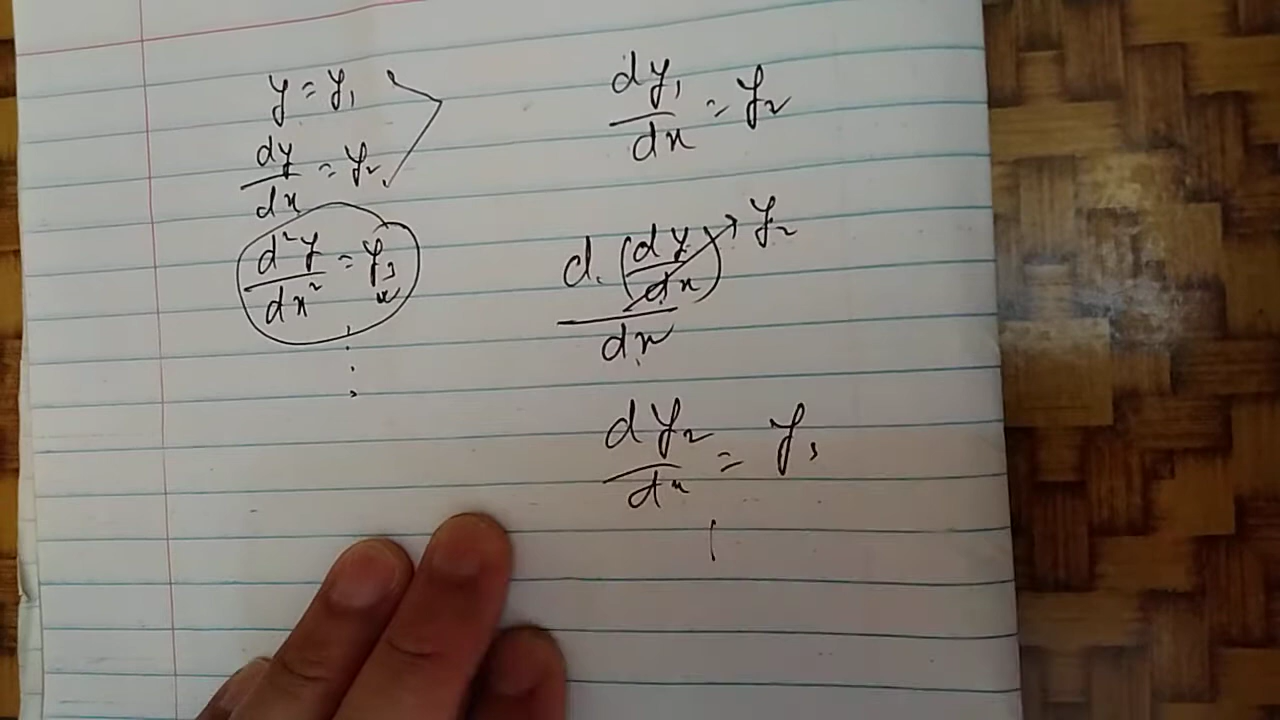 y = y₁
dy/dx = y₂
d²y/dx² = y₃
dy₁/dx = y₂
d(dy/dx)/dx → y₂
dy₂/dx = y₃